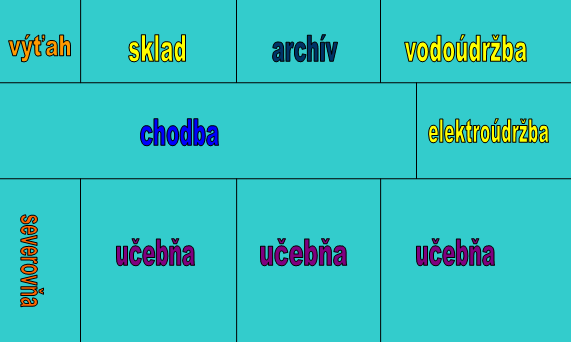 výťah
sklad
archív
vodoúdržba
chodba
elektroúdržba
severovňa
učebňa
učebňa
učebňa